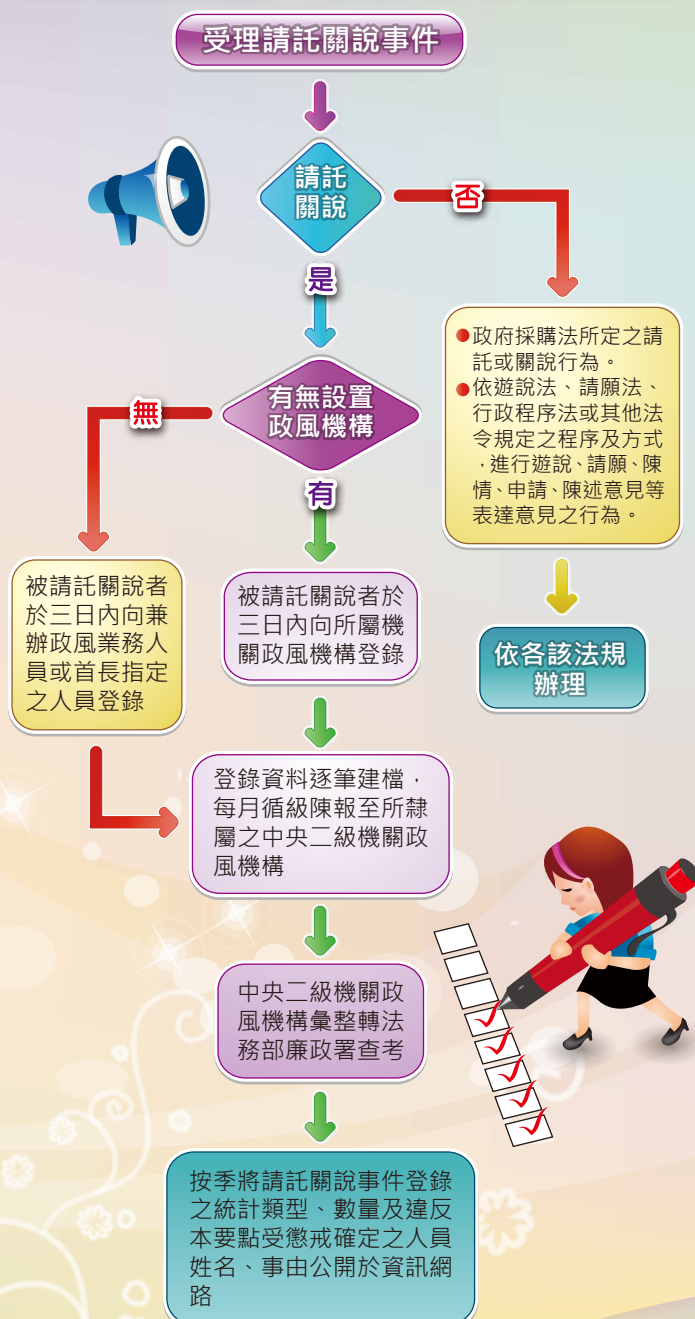 受理請託關說事件
請託
關說
否
是
●政府採購法所定之請
託或關說行為。
●依遊說法、請願法、
行政程序法或其他法
令規定之程序及方式
，進行遊說、請願、陳
情、申請、陳述意見等
表達意見之行為。
有無設置
政風機構
無
有
被請託關說者
於三日內向兼
辦政風業務人
員或首長指定
之人員登錄
被請託關說者於
三日內向所屬機
關政風機構登錄
依各該法規
辦理
登錄資料逐筆建檔，
每月循級陳報至所隸
屬之中央二級機關政
風機構
中央二級機關政
風機構彙整轉法
務部廉政署查考
按季將請託關說事件登錄
之統計類型、數量及違反
本要點受懲戒確定之人員
姓名、事由公開於資訊網
路